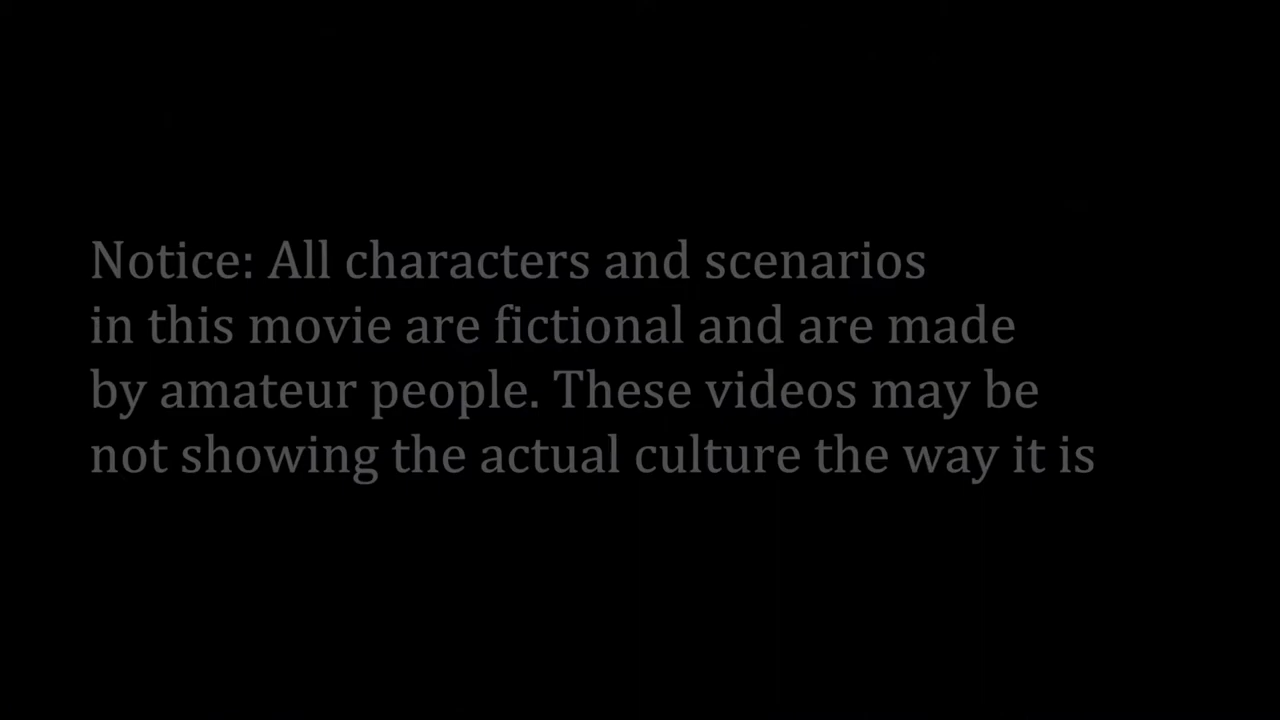 Notice: All characters and scenarios
in this movie are fictional and are made
by amateur people. These videos may be
not showing the actual culture the way it is